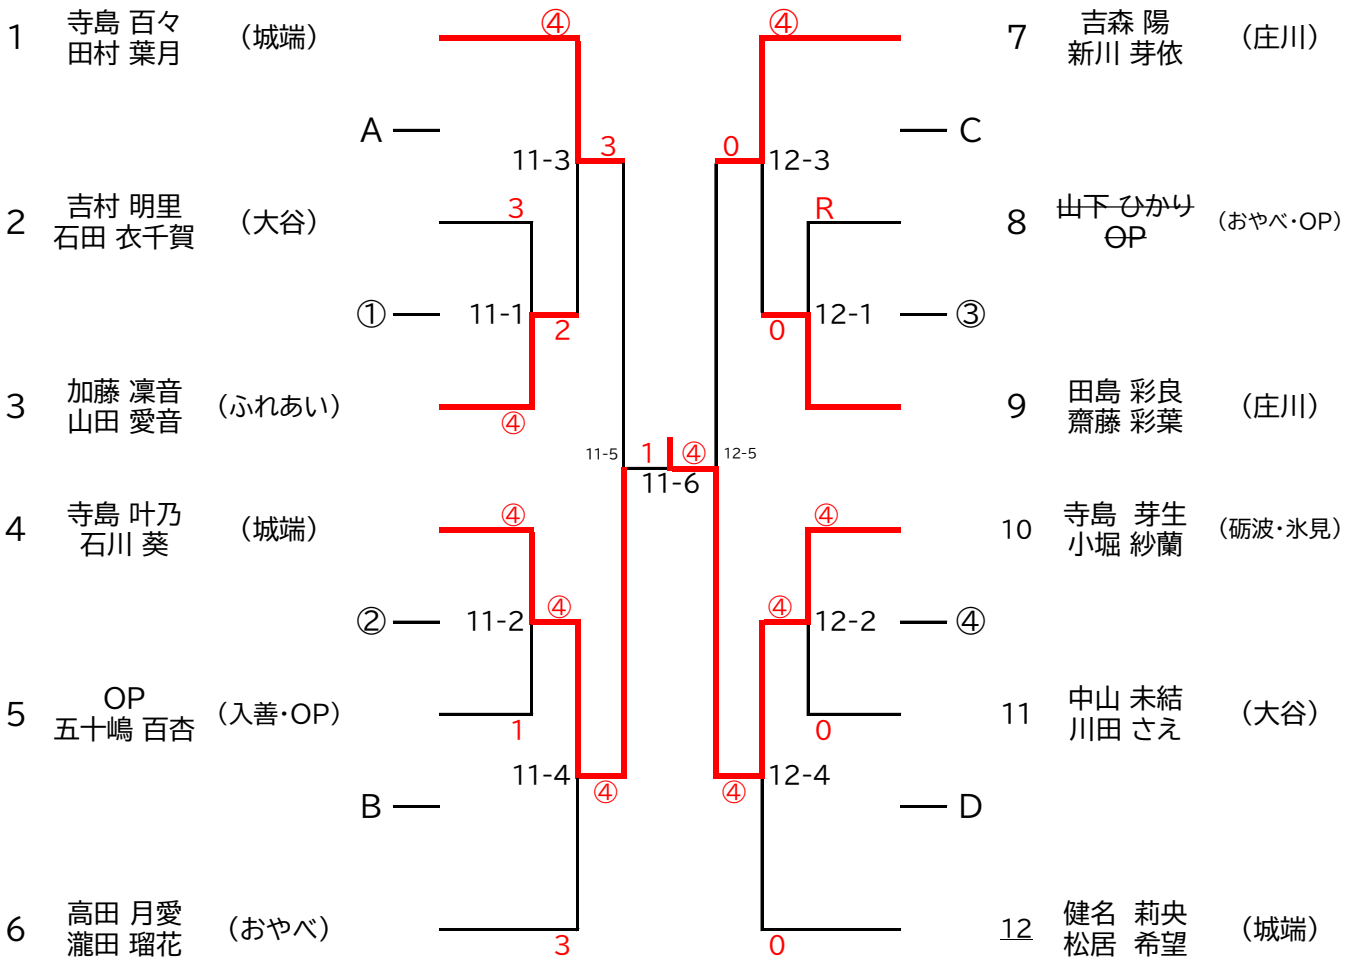 1 寺島 百々 （城端）
田村 葉月
④
A
11-3 3
2 吉村 明里 （大谷）
石田 衣千賀
3
① 11-1 2
3 加藤 凜音 （ふれあい）
山田 愛音
④
11-5 1 ④ 12-5
11-6
4 寺島 叶乃 （城端）
石川 葵
④
② 11-2 ④
5 OP （入善・OP）
五十嶋 百杏
1
11-4 ④
B
6 高田 月愛 （おやべ）
瀧田 瑠花
3
④ 7 吉森 陽 （庄川）
新川 芽依
C
0 12-3
R 8 山下 ひかり （おやべ・OP）
OP
0 12-1 ③
9 田島 彩良 （庄川）
齋藤 彩葉
④ 10 寺島 芽生 （砺波・氷見）
小堀 紗蘭
④ 12-2 ④
0 11 中山 未結 （大谷）
川田 さえ
④ 12-4
D
0 12 健名 莉央 （城端）
松居 希望